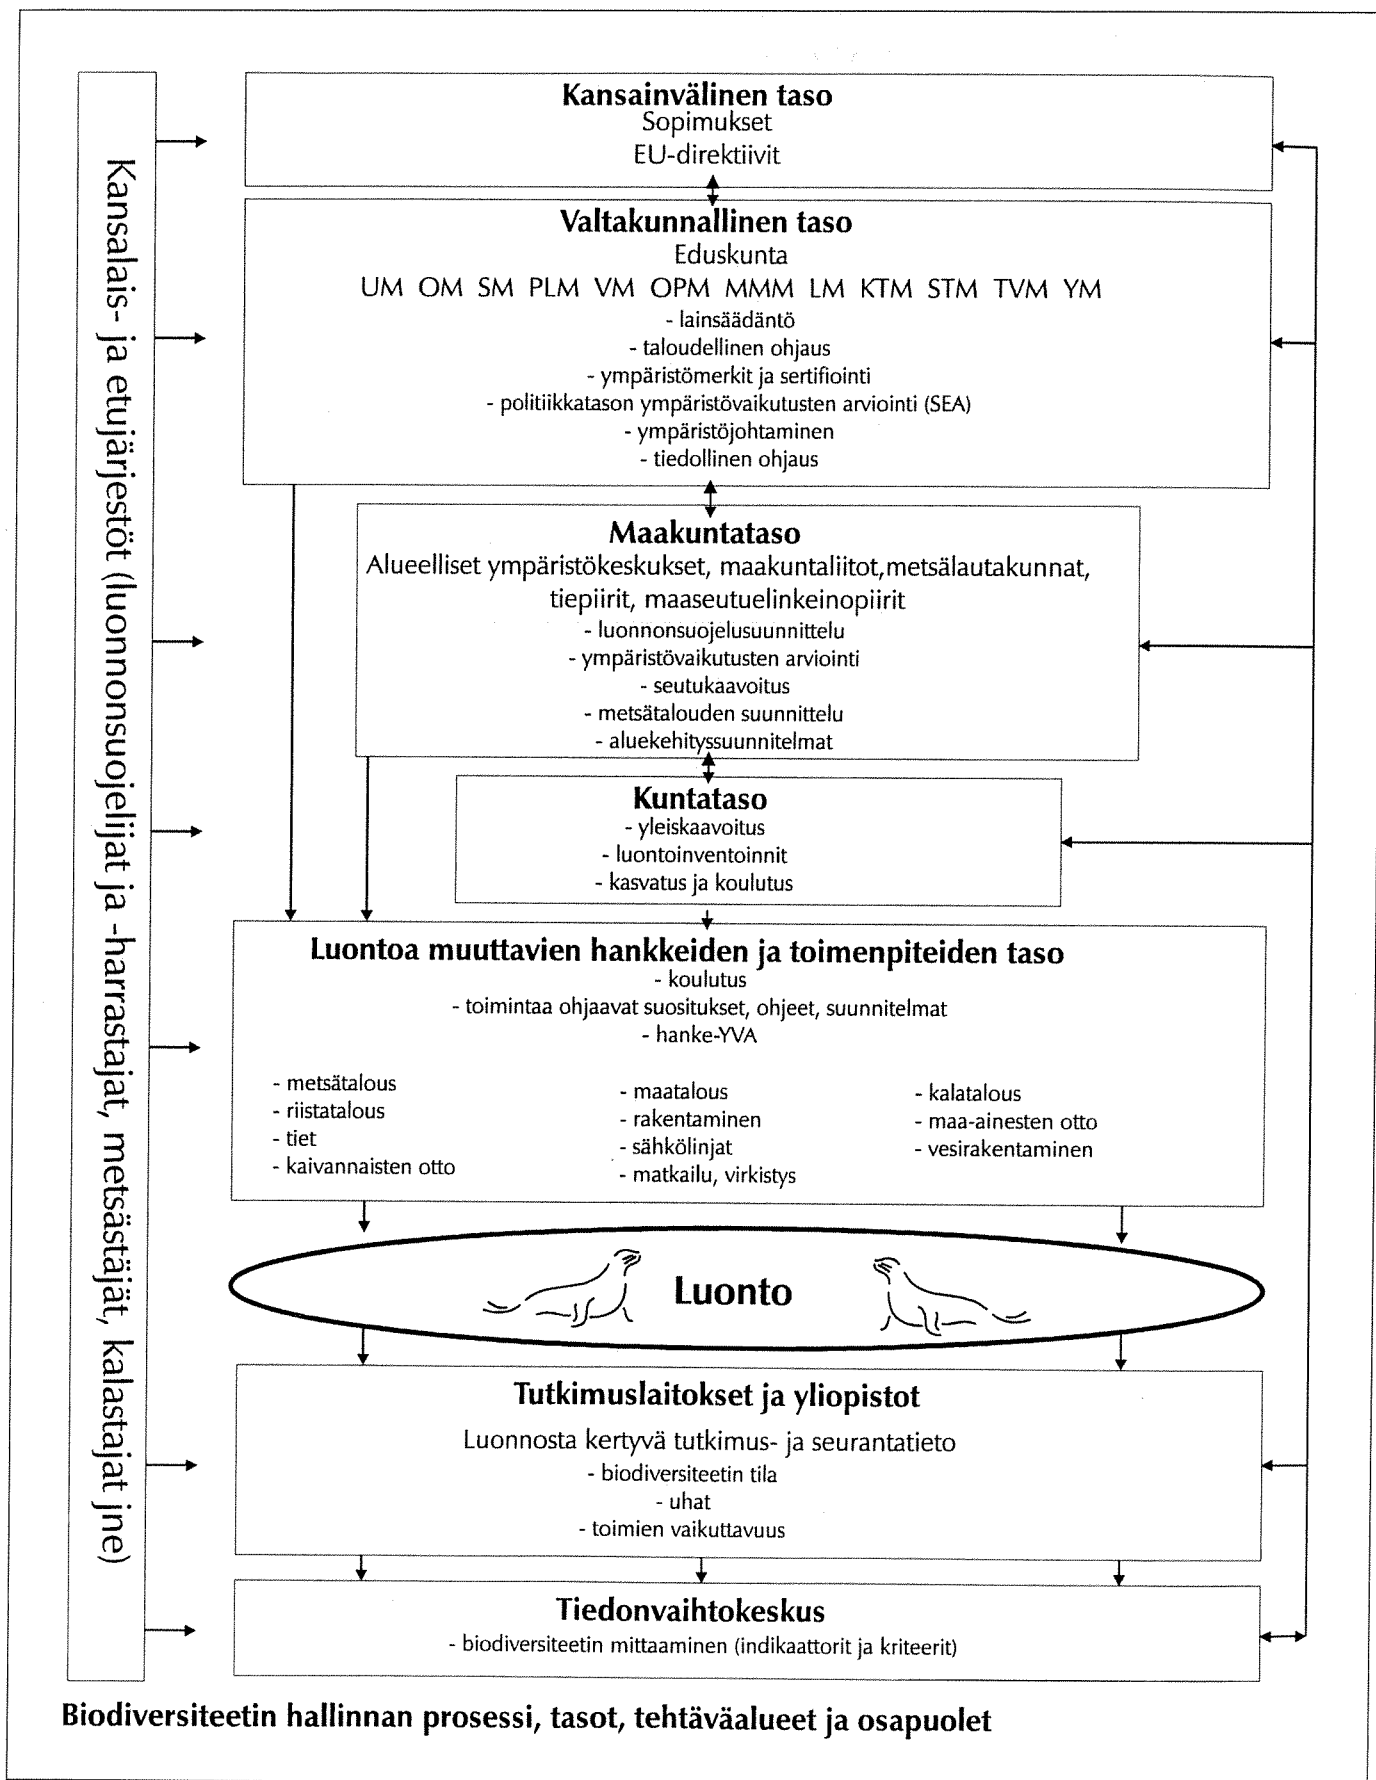 Kansalais- ja etujärjestöt (luonnonsuojelijat ja -harrastajat, metsästäjät, kalastajat jne)
Kansainvälinen taso
Sopimukset
EU-direktiivit
Valtakunnallinen taso
Eduskunta
UM OM SM PLM VM OPM MMM LM KTM STM TVM YM
- lainsäädäntö
- taloudellinen ohjaus
- ympäristömerkit ja sertifiointi
- politiikkatason ympäristövaikutusten arviointi (SEA)
- ympäristöjohtaminen
- tiedollinen ohjaus
Maakuntataso
Alueelliset ympäristökeskukset, maakuntaliitot,metsälautakunnat,
tiepiirit, maaseutuelinkeinopiirit
- luonnonsuojelusuunnittelu
- ympäristövaikutusten arviointi
- seutukaavoitus
- metsätalouden suunnittelu
- aluekehityssuunnitelmat
Kuntataso
- yleiskaavoitus
- luontoinventoinnit
- kasvatus ja koulutus
Luontoa muuttavien hankkeiden ja toimenpiteiden taso
- koulutus
- toimintaa ohjaavat suositukset, ohjeet, suunnitelmat
- hanke-YVA
- metsätalous
- riistatalous
- tiet
- kaivannaisten otto
- maatalous
- rakentaminen
- sähkölinjat
- matkailu, virkistys
- kalatalous
- maa-ainesten otto
- vesirakentaminen
Luonto
Tutkimuslaitokset ja yliopistot
Luonnosta kertyvä tutkimus- ja seurantatieto
- biodiversiteetin tila
- uhat
- toimien vaikuttavuus
Tiedonvaihtokeskus
- biodiversiteetin mittaaminen (indikaattorit ja kriteerit)
Biodiversiteetin hallinnan prosessi, tasot, tehtäväalueet ja osapuolet